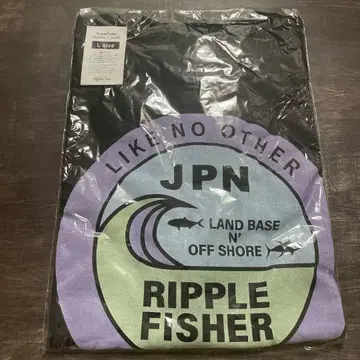 L size
LIKE NO OTHER
JPN
LAND BASE
N'
OFF SHORE
RIPPLE
FISHER